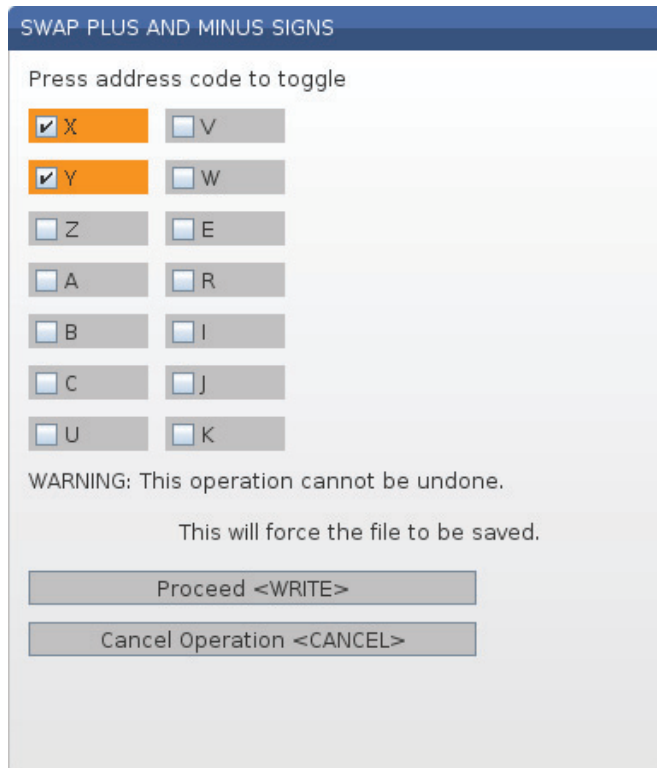 SWAP PLUS AND MINUS SIGNS
Press address code to toggle
X V
Y W
Z E
A R
B I
C J
U K
WARNING: This operation cannot be undone.
This will force the file to be saved.
Proceed <WRITE>
Cancel Operation <CANCEL>